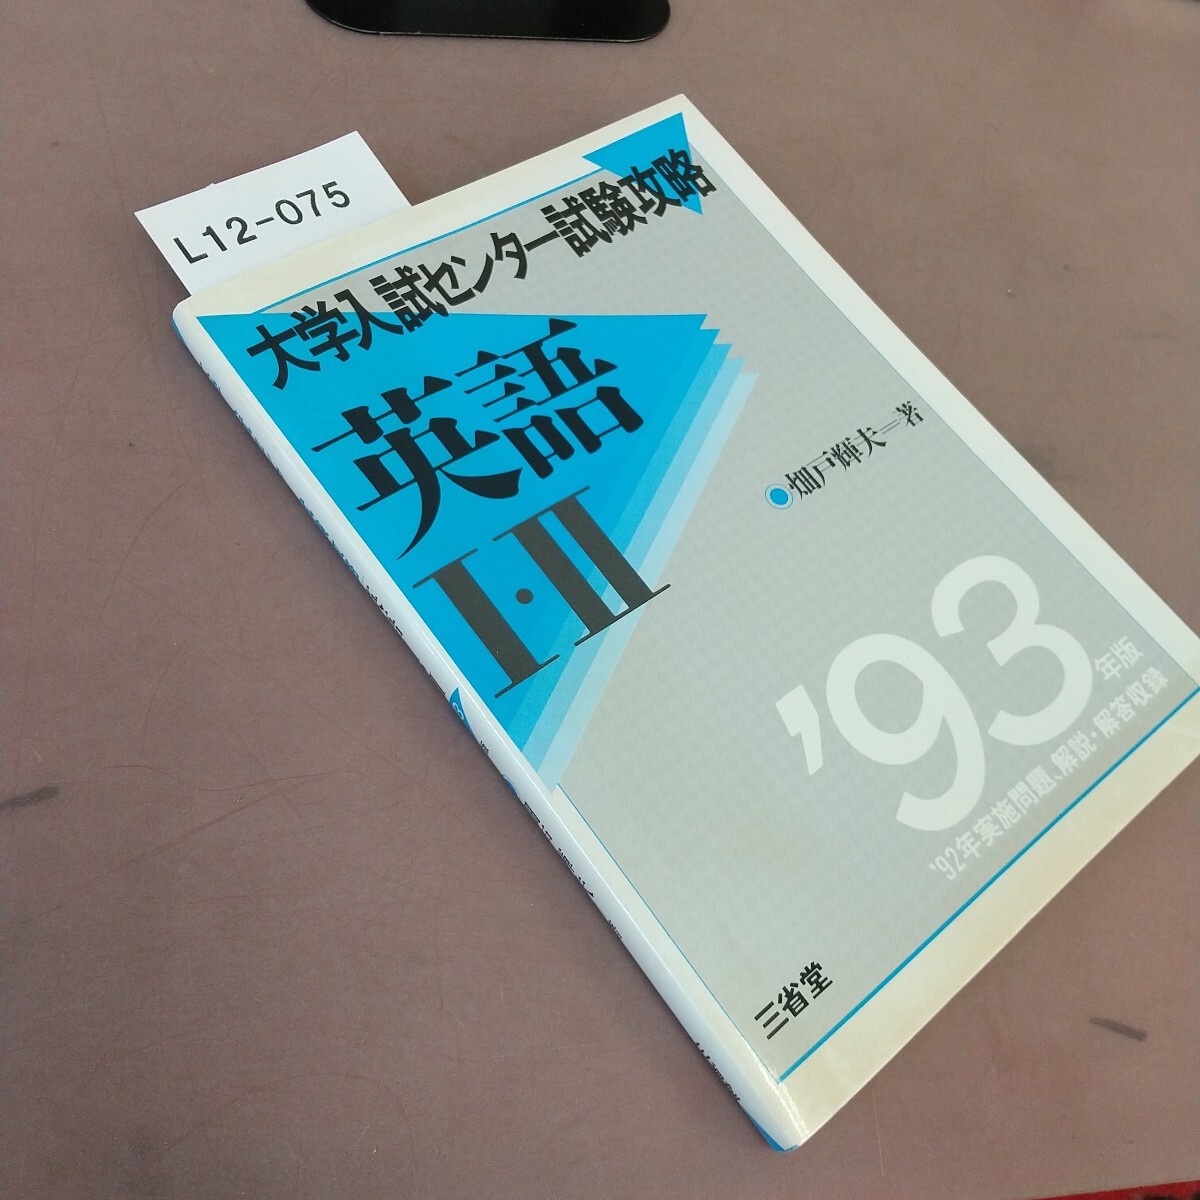 L12-075
大学入試センター試験攻略
英語
I·II
畑戸輝夫＝著
'93年版
'92年実施問題、解説・解答収録
三省堂